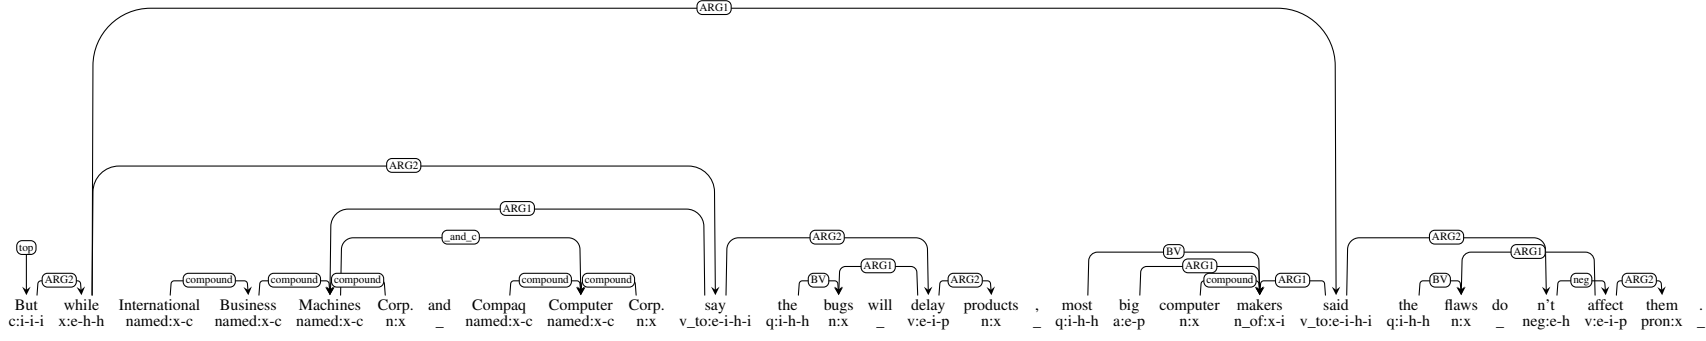 ARG1
ARG2
ARG1
top _and_c ARG2 ARG2
BV ARG1
ARG1 ARG1
ARG2 compound compound compound compound compound BV ARG2 compound ARG1 BV neg ARG2
But while International Business Machines Corp. and Compaq Computer Corp. say the bugs will delay products , most big computer makers said the flaws do n't affect them .
c:i-i-i x:e-h-h named:x-c named:x-c named:x-c n:x _ named:x-c named:x-c n:x v_to:e-i-h-i q:i-h-h n:x _ v:e-i-p n:x _ q:i-h-h a:e-p n:x n_of:x-i v_to:e-i-h-i q:i-h-h n:x _ neg:e-h v:e-i-p pron:x _